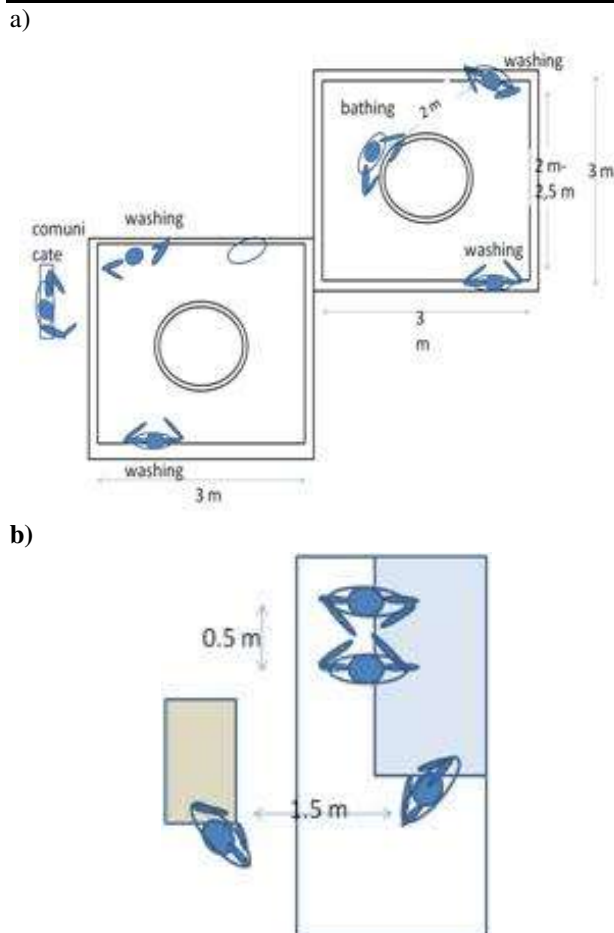 a)
washing
bathing
2 m
2 m-
2,5 m
3 m
comuni
cate
washing
washing
3
m
washing
3 m
b)
0.5 m
1.5 m